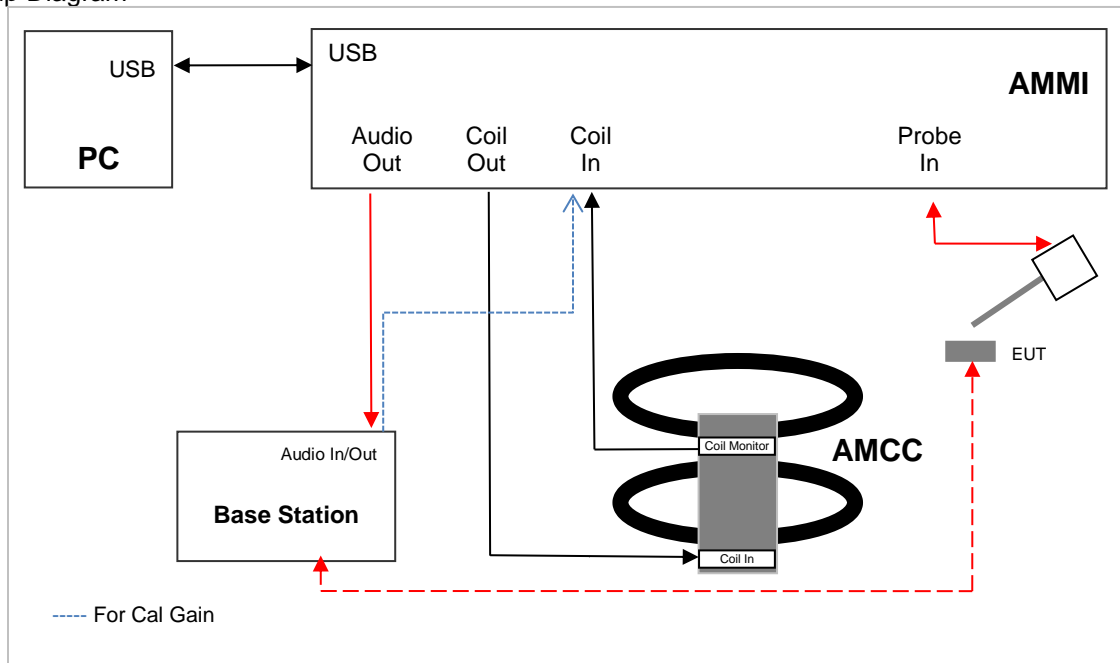 Diagram
USB
PC
USB
AMMI
Audio
Out
Coil
Out
Coil
In
Probe
In
EUT
Coil Monitor
AMCC
Coil In
Audio In/Out
Base Station
For Cal Gain